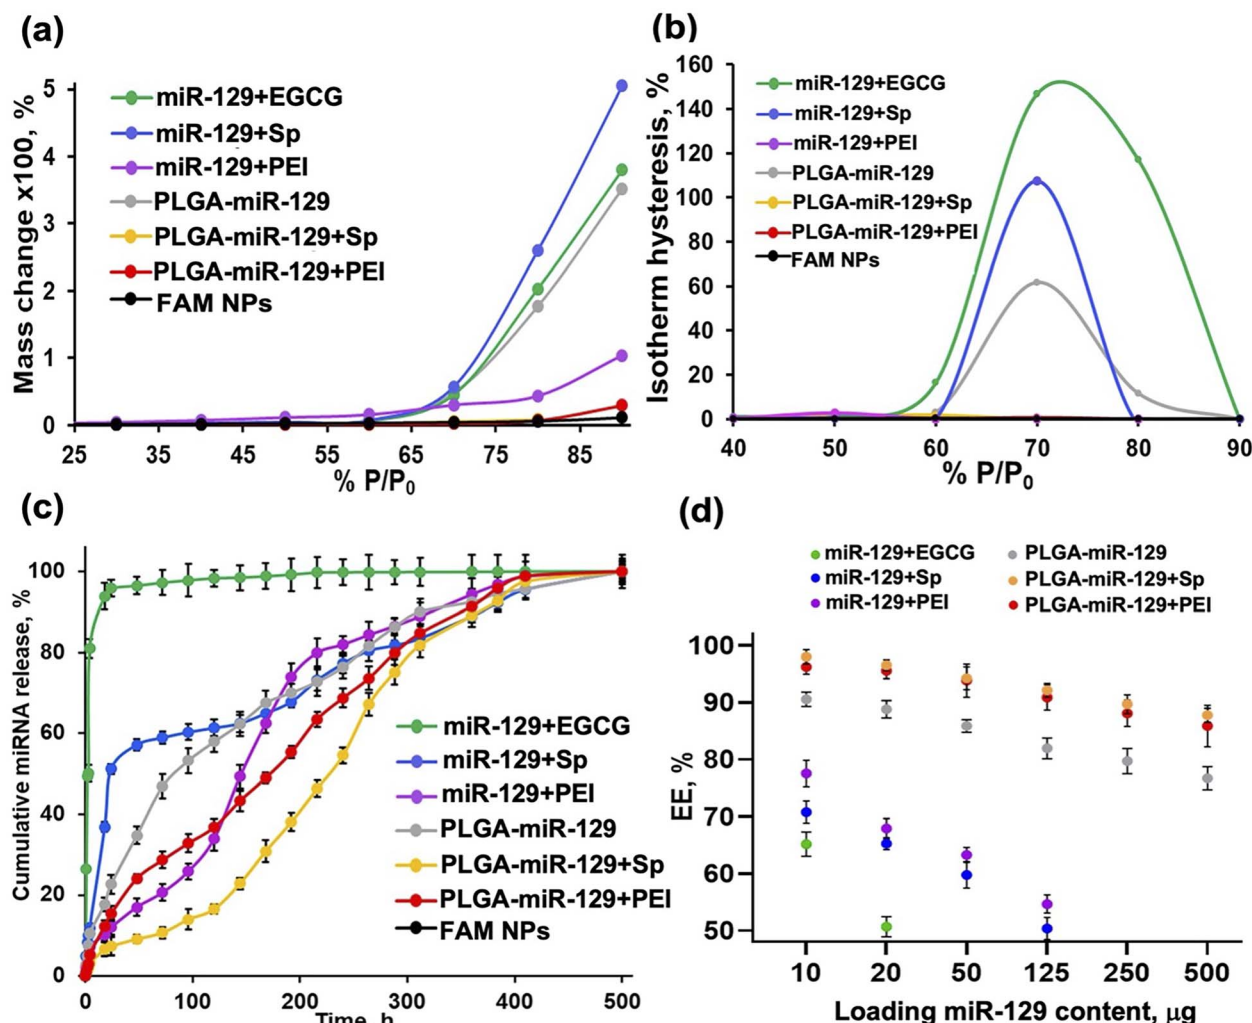 (a)
Mass change x100, %
5
4
3
2
1
0
miR-129+EGCG
miR-129+Sp
miR-129+PEI
PLGA-miR-129
PLGA-miR-129+Sp
PLGA-miR-129+PEI
FAM NPs
25 35 45 55 65 75 85
% P/P0
(b)
Isotherm hysteresis, %
160
140
120
100
80
60
40
20
0
miR-129+EGCG
miR-129+Sp
miR-129+PEI
PLGA-miR-129
PLGA-miR-129+Sp
PLGA-miR-129+PEI
FAM NPs
40 50 60 70 80 90
% P/P0
(c)
Cumulative miRNA release, %
100
80
60
40
20
0
miR-129+EGCG
miR-129+Sp
miR-129+PEI
PLGA-miR-129
PLGA-miR-129+Sp
PLGA-miR-129+PEI
FAM NPs
0 100 200 300 400 500
Time, h
(d)
miR-129+EGCG
miR-129+Sp
miR-129+PEI
PLGA-miR-129
PLGA-miR-129+Sp
PLGA-miR-129+PEI
EE, %
100
90
80
70
60
50
10 20 50 125 250 500
Loading miR-129 content, µg